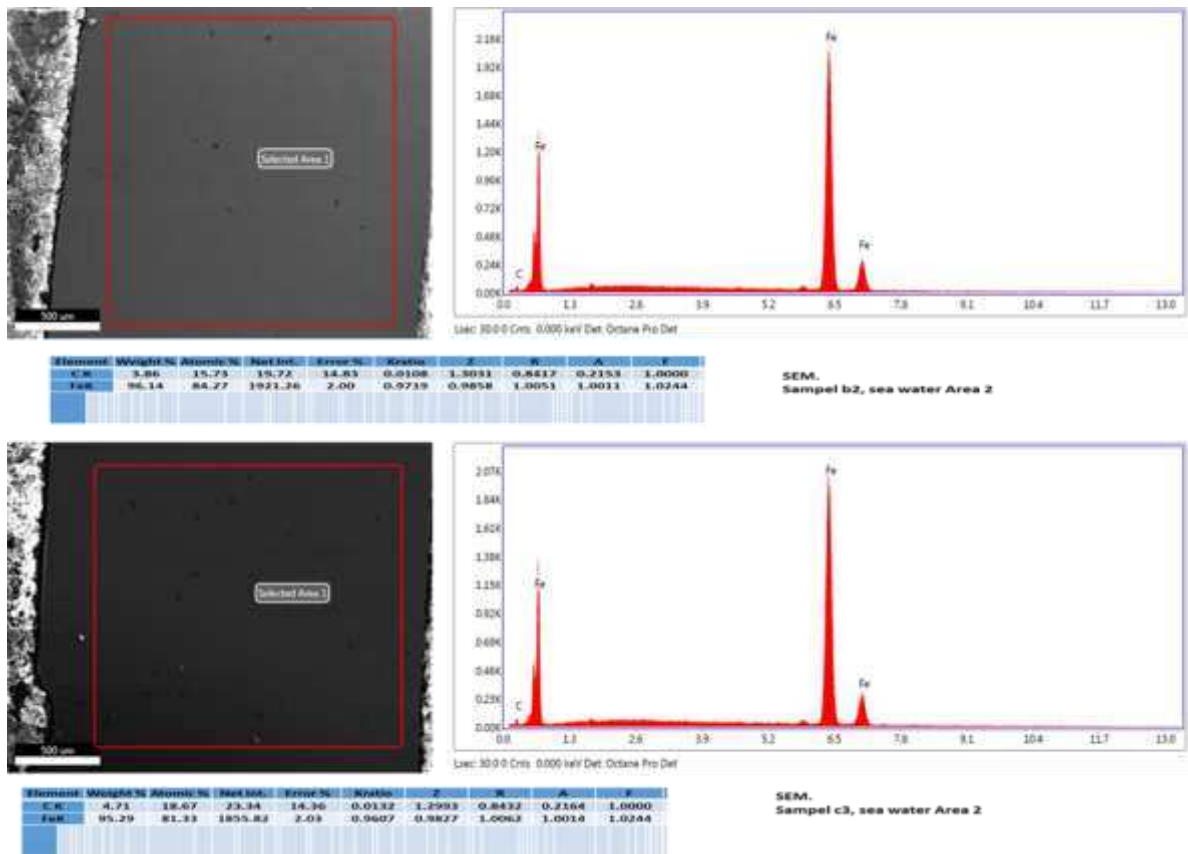 Selected Area 1
500 um
2.16K
1.92K
1.68K
1.44K
1.20K
0.96K
0.72K
0.48K
0.24K
0.00K
Fe
Fe
Fe
C
0.0 1.3 2.6 3.9 5.2 6.5 7.8 9.1 10.4 11.7 13.0
Lsec: 30.0 0 Cnts 0.000 keV Det: Octane Pro Det
Element Weight % Atomic % Net Int. Error % Kratio Z R A F
C K 3.86 15.73 19.72 14.83 0.0108 1.3031 0.8417 0.2153 1.0000
FeK 96.14 84.27 1921.26 2.00 0.9719 0.9858 1.0051 1.0011 1.0244
SEM.
Sampel b2, sea water Area 2
Selected Area 1
500 um
2.07K
1.84K
1.61K
1.38K
1.15K
0.92K
0.69K
0.46K
0.23K
0.00K
Fe
Fe
Fe
C
0.0 1.3 2.6 3.9 5.2 6.5 7.8 9.1 10.4 11.7 13.0
Lsec: 30.0 0 Cnts 0.000 keV Det: Octane Pro Det
Element Weight % Atomic % Net Int. Error % Kratio Z R A F
C K 4.71 18.67 23.34 14.36 0.0132 1.2993 0.8432 0.2164 1.0000
FeK 95.29 81.33 1855.82 2.03 0.9607 0.9827 1.0062 1.0014 1.0244
SEM.
Sampel c3, sea water Area 2